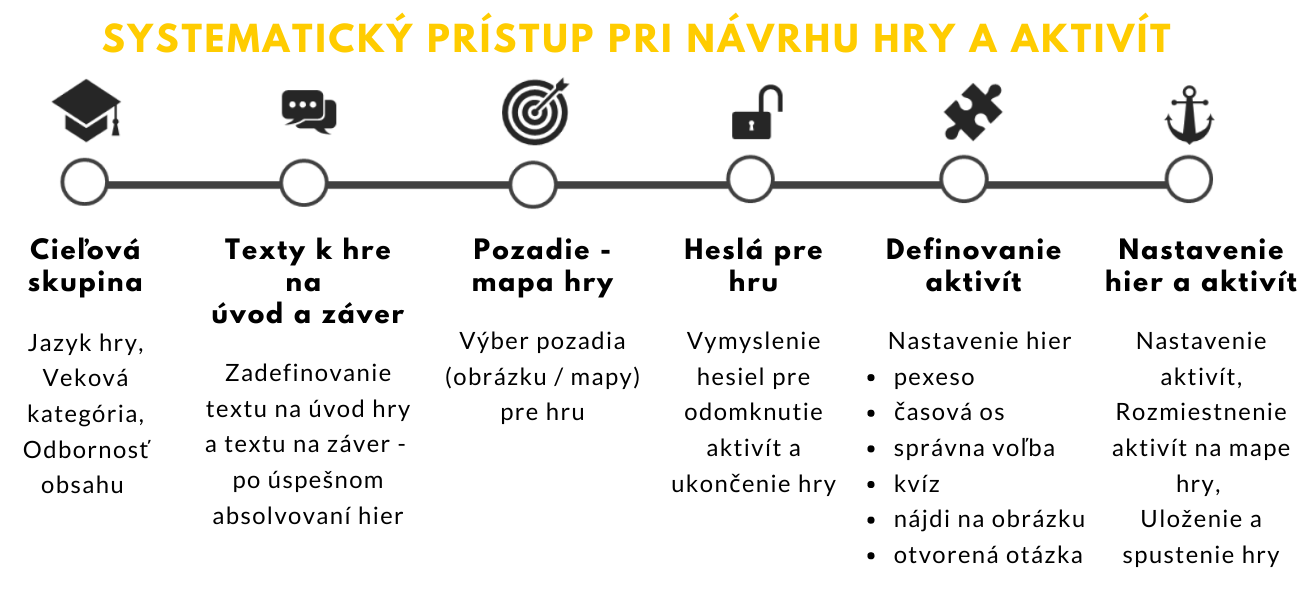 SYSTEMATICKÝ PRÍSTUP PRI NÁVRHU HRY A AKTIVÍT
Cieľová
skupina
Jazyk hry,
Veková
kategória,
Odbornosť
obsahu
Texty k hre
na
úvod a záver
Zadefinovanie
textu na úvod hry
a textu na záver -
po úspešnom
absolvovaní hier
Pozadie -
mapa hry
Výber pozadia
(obrázku / mapy)
pre hru
Heslá pre
hru
Vymyslenie
hesiel pre
odomknutie
aktivít a
ukončenie hry
Definovanie
aktivít
Nastavenie hier
• pexeso
• časová os
• správna voľba
• kvíz
• nájdi na obrázku
• otvorená otázka
Nastavenie
hier a aktivít
Nastavenie
aktivít,
Rozmiestnenie
aktivít na mape
hry,
Uloženie a
spustenie hry